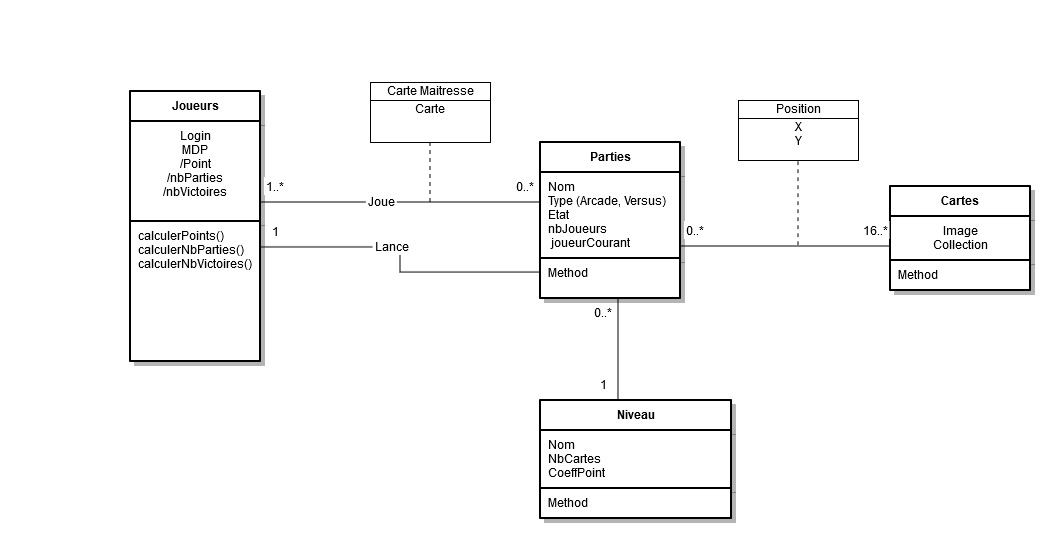 Joueurs
Login
MDP
/Point
/nbParties
/nbVictoires
calculerPoints()
calculerNbParties()
calculerNbVictoires()
Carte Maitresse
Carte
1..*
Joue
0..*
1
Lance
Parties
Nom
Type (Arcade, Versus)
Etat
nbJoueurs
joueurCourant
Method
Position
X
Y
0..*
16..*
Cartes
Image
Collection
Method
0..*
1
Niveau
Nom
NbCartes
CoeffPoint
Method